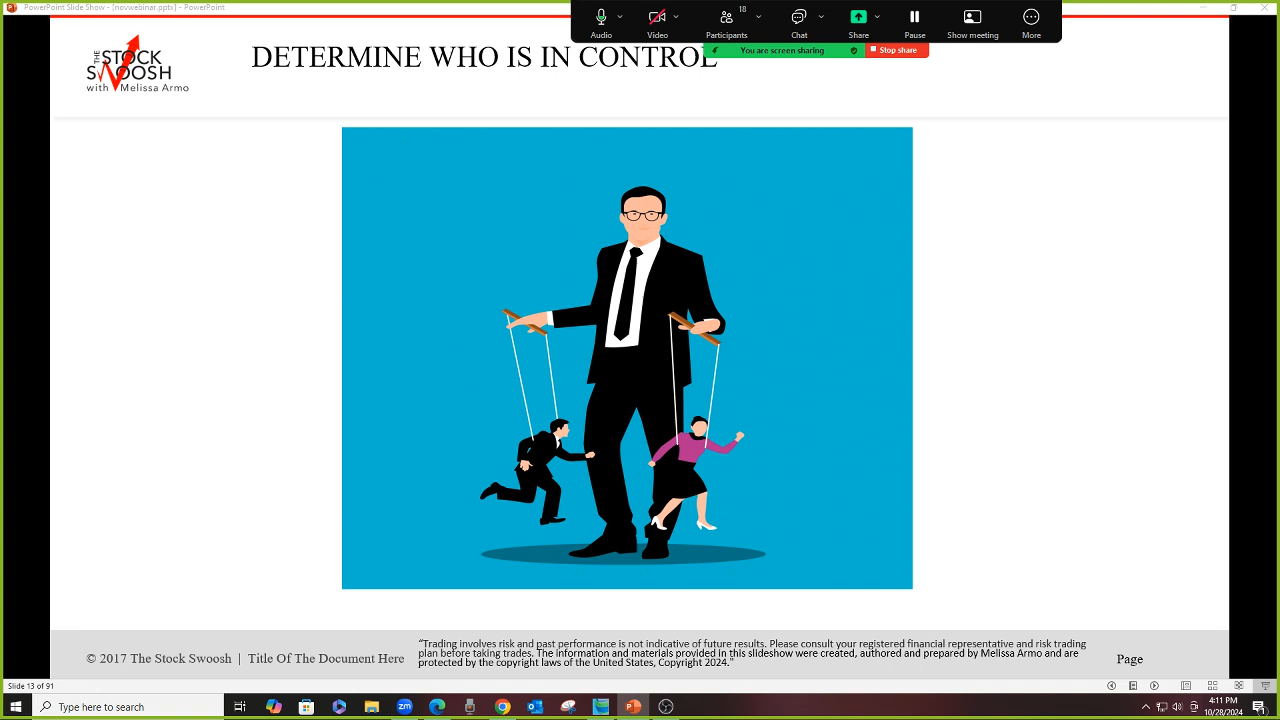 PowerPoint Slide Show - [novwebinar.pptx] - PowerPoint
18
Audio
Video
Participants
Chat
Share
Pause
Show meeting
More
You are screen sharing
Stop share
THE
STOCK
SWOOSH
with Melissa Armo
DETERMINE WHO IS IN CONTROL
© 2017 The Stock Swoosh | Title Of The Document Here
“Trading involves risk and past performance is not indicative of future results. Please consult your registered financial representative and risk trading
plan before taking trades. The information and materials provided in this slideshow were created, authored and prepared by Melissa Armo and are
protected by the copyright laws of the United States, Copyright 2024."
Page
Slide 13 of 91
Type here to search
4:11 PM
10/28/2024